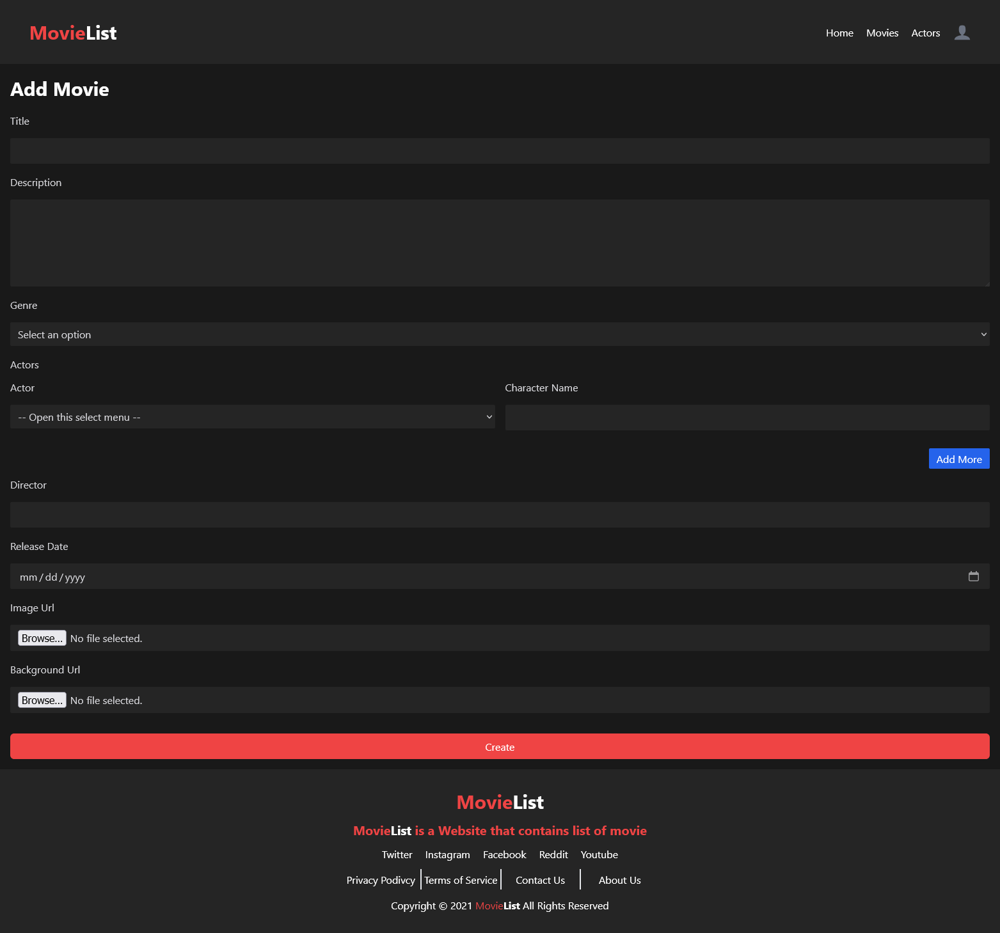 MovieList
Home Movies Actors
Add Movie
Title
Description
Genre
Select an option
Actors
Actor Character Name
-- Open this select menu --
Add More
Director
Release Date
mm/dd/yyyy
Image Url
Browse... No file selected.
Background Url
Browse... No file selected.
Create
MovieList
MovieList is a Website that contains list of movie
Twitter Instagram Facebook Reddit Youtube
Privacy Podivcy Terms of Service Contact Us About Us
Copyright © 2021 MovieList All Rights Reserved